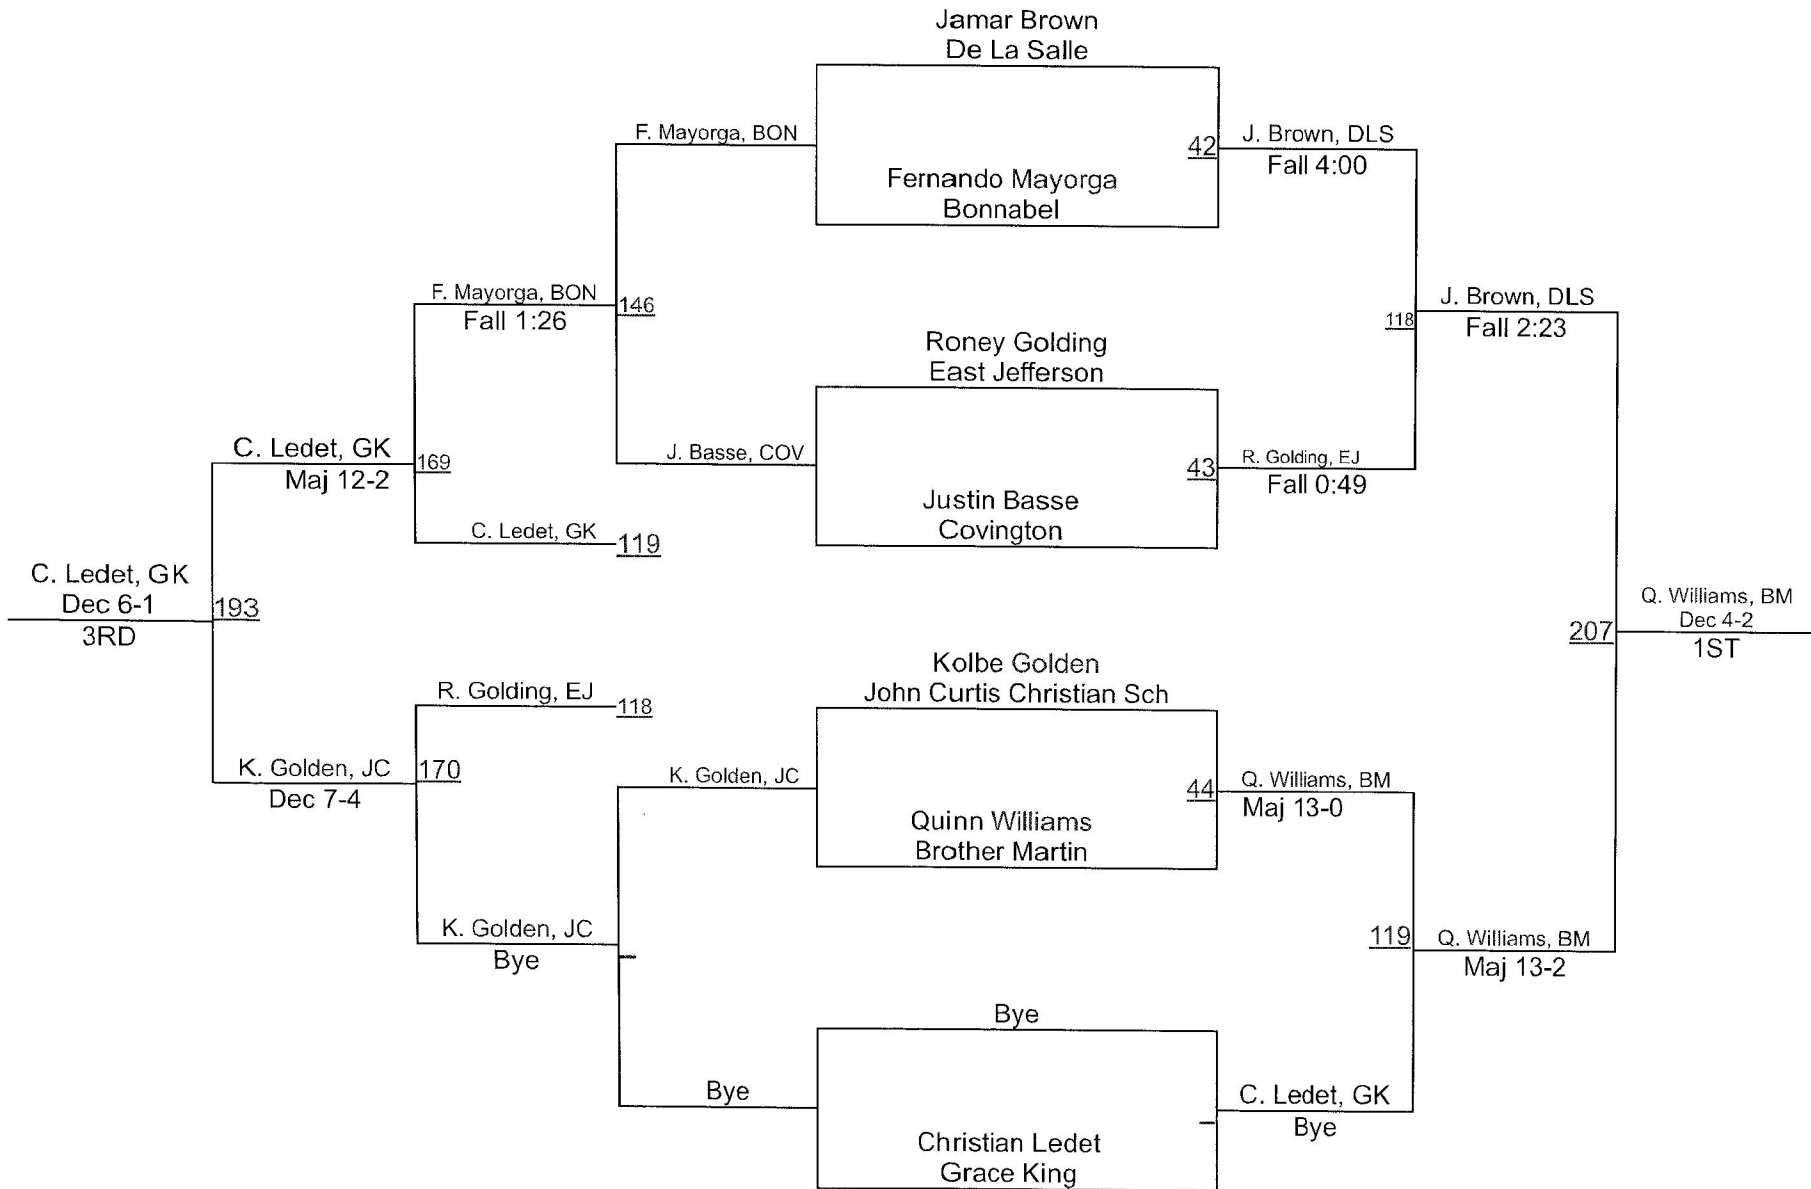 Jamar Brown
De La Salle
F. Mayorga, BON
42
J. Brown, DLS
Fall 4:00
Fernando Mayorga
Bonnabel
F. Mayorga, BON
Fall 1:26
146
J. Brown, DLS
Fall 2:23
118
Roney Golding
East Jefferson
C. Ledet, GK
Maj 12-2
169
J. Basse, COV
43
R. Golding, EJ
Fall 0:49
Justin Basse
Covington
C. Ledet, GK
119
C. Ledet, GK
Dec 6-1
193
3RD
Q. Williams, BM
Dec 4-2
207
1ST
Kolbe Golden
John Curtis Christian Sch
R. Golding, EJ
118
K. Golden, JC
Dec 7-4
170
K. Golden, JC
44
Q. Williams, BM
Maj 13-0
Quinn Williams
Brother Martin
K. Golden, JC
Bye
119
Q. Williams, BM
Maj 13-2
Bye
Bye
C. Ledet, GK
Bye
Christian Ledet
Grace King